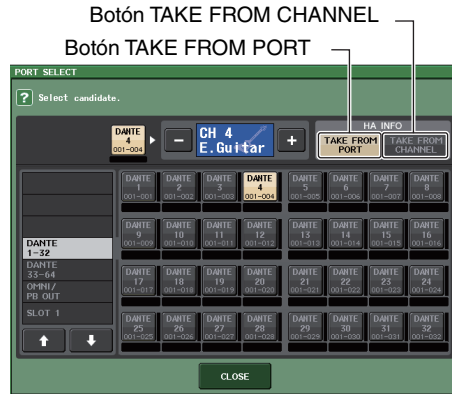 Botón TAKE FROM CHANNEL
Botón TAKE FROM PORT
PORT SELECT
? Select candidate.
DANTE
4
001-004
−
CH 4
E.Guitar
+
HA INFO
TAKE FROM
PORT
TAKE FROM
CHANNEL
DANTE
1-32
DANTE
33-64
OMNI/
PB OUT
SLOT 1
DANTE 1 001-001
DANTE 2 001-002
DANTE 3 001-003
DANTE 4 001-004
DANTE 5 001-005
DANTE 6 001-006
DANTE 7 001-007
DANTE 8 001-008
DANTE 9 001-009
DANTE 10 001-010
DANTE 11 001-011
DANTE 12 001-012
DANTE 13 001-013
DANTE 14 001-014
DANTE 15 001-015
DANTE 16 001-016
DANTE 17 001-017
DANTE 18 001-018
DANTE 19 001-019
DANTE 20 001-020
DANTE 21 001-021
DANTE 22 001-022
DANTE 23 001-023
DANTE 24 001-024
DANTE 25 001-025
DANTE 26 001-026
DANTE 27 001-027
DANTE 28 001-028
DANTE 29 001-029
DANTE 30 001-030
DANTE 31 001-031
DANTE 32 001-032
CLOSE